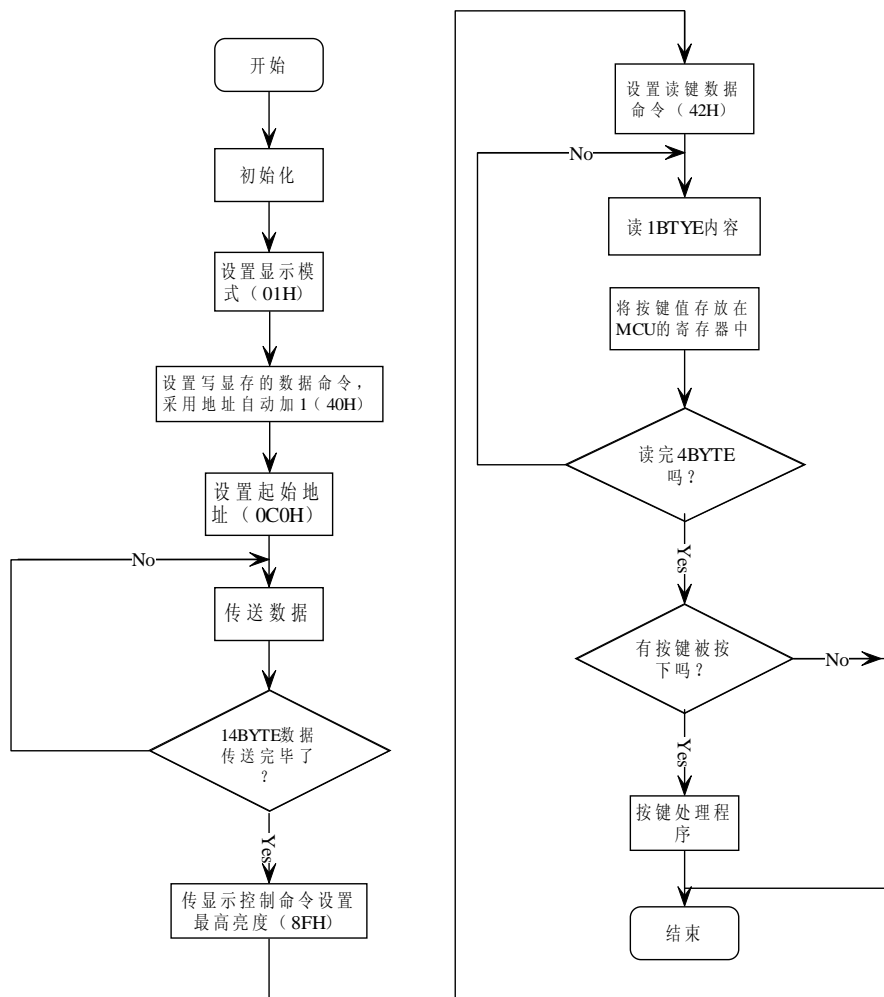 开始
初始化
设置显示模
式（01H）
设置写显存的数据命令，
采用地址自动加1（40H）
设置起始地
址（0C0H）
No
传送数据
14BYTE数据
传送完毕了
？
Yes
传显示控制命令设置
最高亮度（8FH）
设置读键数据
命令（42H）
No
读1BTYE内容
将按键值存放在
MCU的寄存器中
读完4BYTE
吗？
Yes
有按键被按
下吗？
No
Yes
按键处理程
序
结束